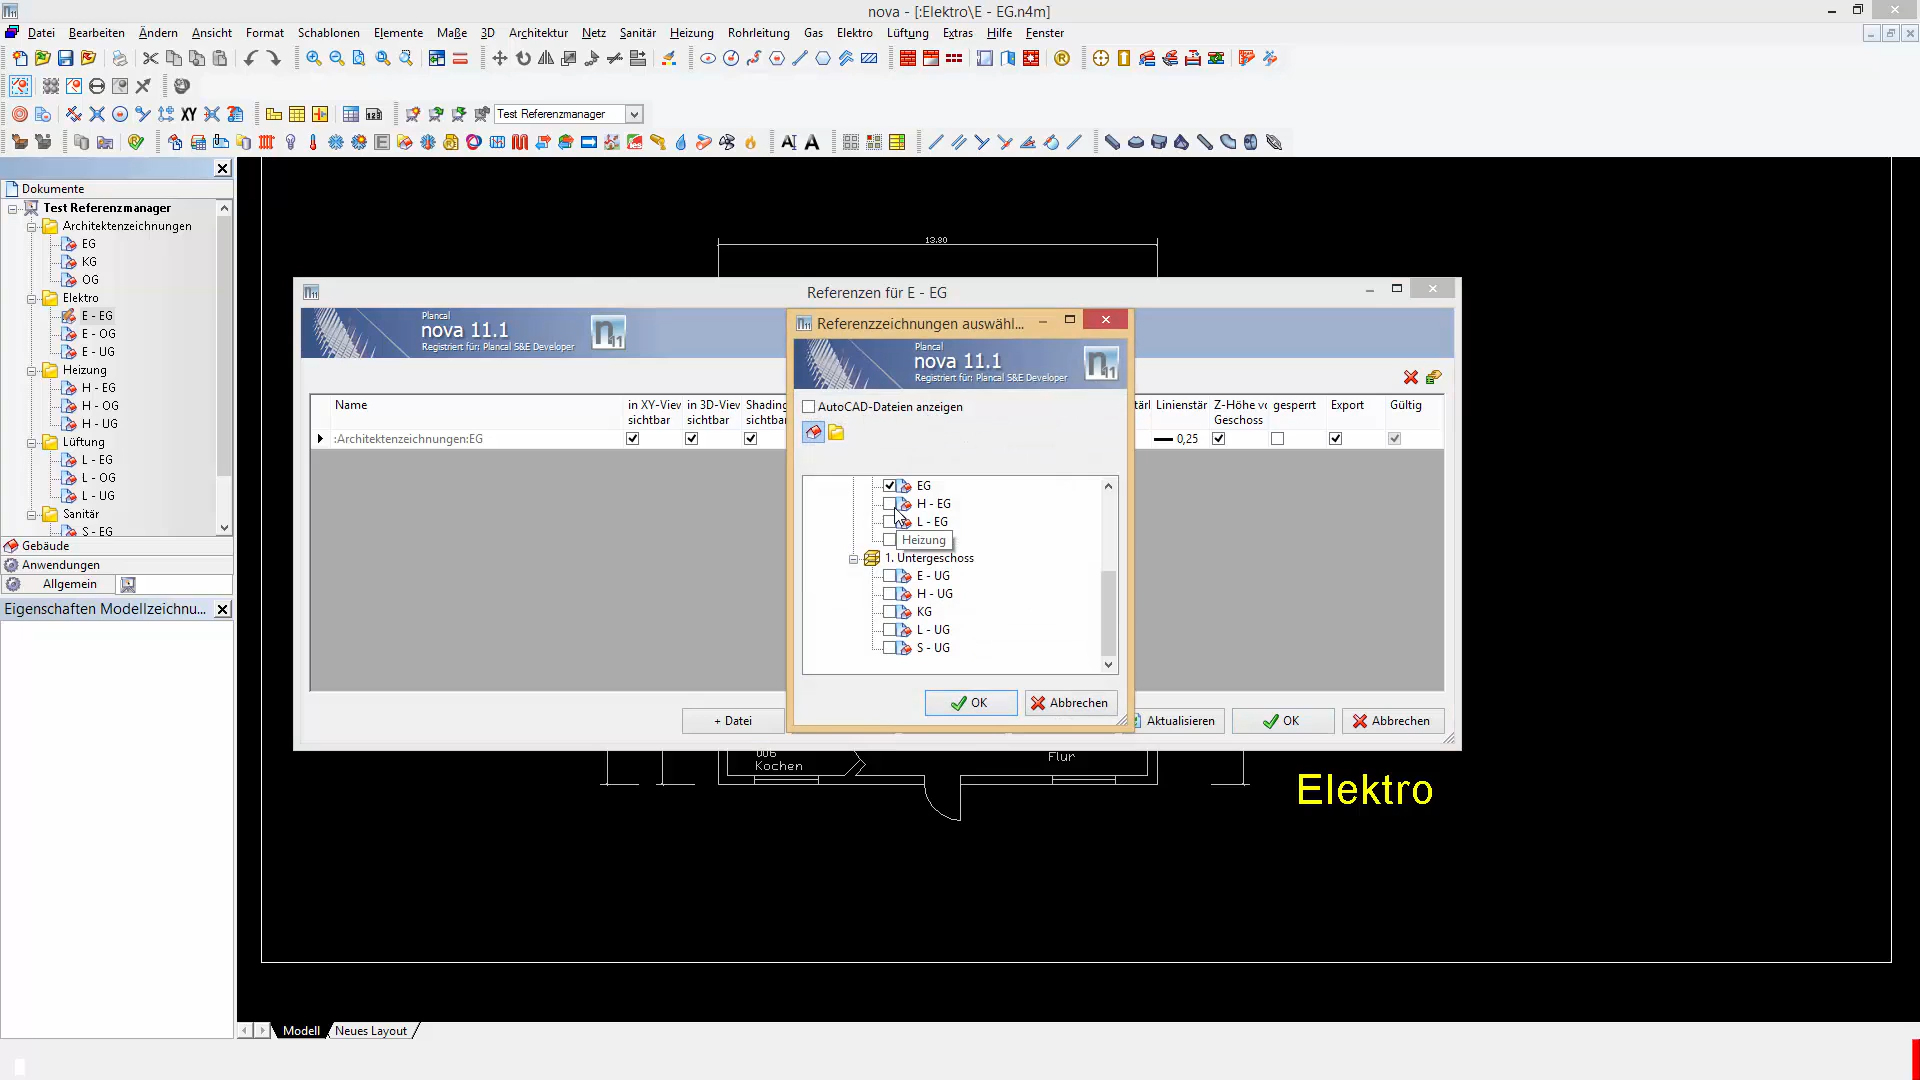 nova - [:Elektro\E - EG.n4m]
Datei Bearbeiten Ändern Ansicht Format Schablonen Elemente Maße 3D Architektur Netz Sanitär Heizung Rohrleitung Gas Elektro Lüftung Extras Hilfe Fenster
XY
Test Referenzmanager
Dokumente
Test Referenzmanager
Architektenzeichnungen
EG
KG
OG
Elektro
E - EG
E - OG
E - UG
Heizung
H - EG
H - OG
H - UG
Lüftung
L - EG
L - OG
L - UG
Sanitär
S - EG
Gebäude
Anwendungen
Allgemein
Eigenschaften Modellzeichnu...
13.80
Referenzen für E - EG
Plancal
nova 11.1
Registriert für: Plancal S&E Developer
Name
in XY-View sichtbar
in 3D-View sichtbar
Shading sichtbar
Linienstär
Z-Höhe vo Geschoss
gesperrt
Export
Gültig
:Architektenzeichnungen:EG
0,25
+ Datei
Aktualisieren
OK
Abbrechen
Referenzzeichnungen auswähl...
Plancal
nova 11.1
Registriert für: Plancal S&E Developer
AutoCAD-Dateien anzeigen
EG
H - EG
L - EG
Heizung
1. Untergeschoss
E - UG
H - UG
KG
L - UG
S - UG
OK
Abbrechen
Kochen
Flur
Elektro
Modell
Neues Layout